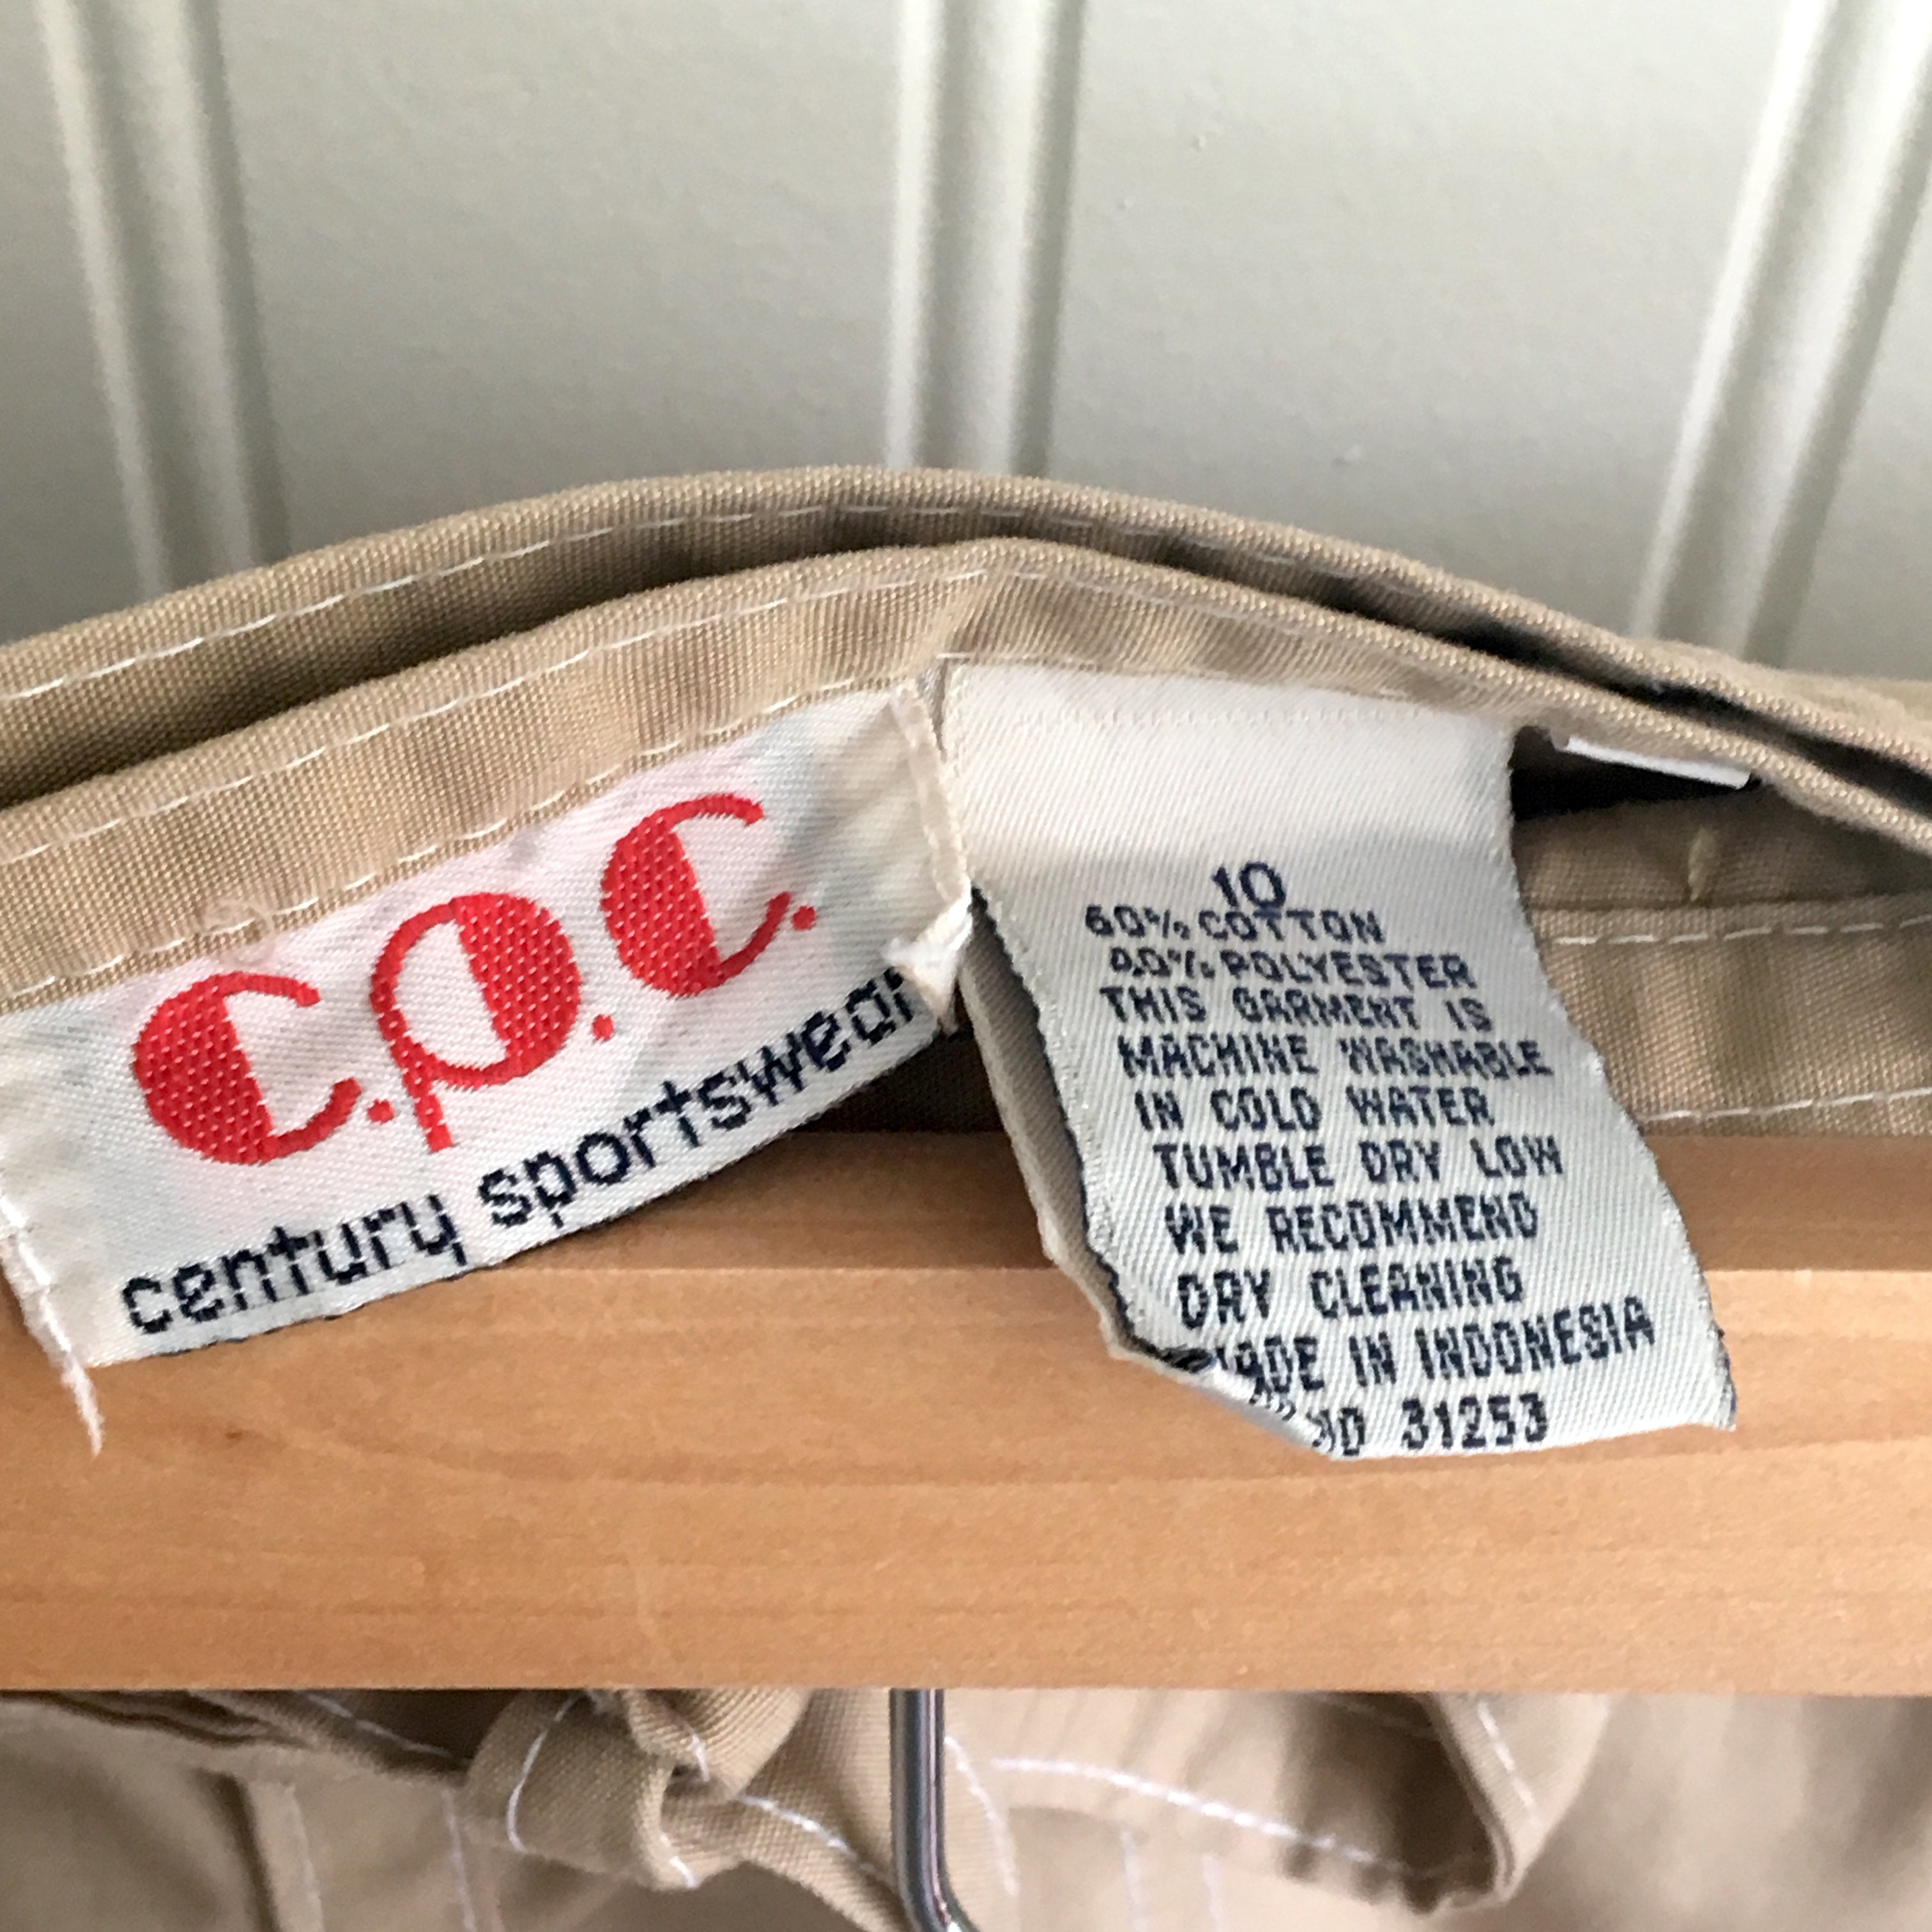 c.p.c.
century sportswear
10
60% COTTON
40% POLYESTER
THIS GARMENT IS
MACHINE WASHABLE
IN COLD WATER
TUMBLE DRY LOW
WE RECOMMEND
DRY CLEANING
MADE IN INDONESIA
31253